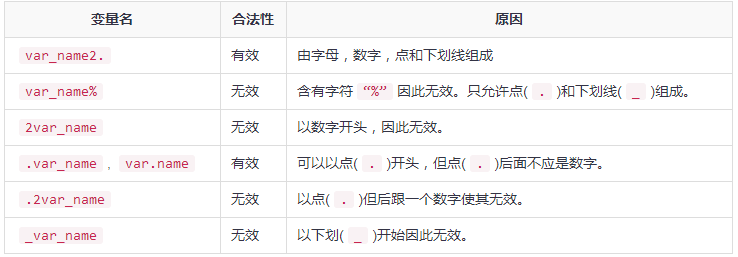 变量名 合法性 原因
var_name2. 有效 由字母，数字，点和下划线组成
var_name% 无效 含有字符 “%” 因此无效。只允许点( . )和下划线( _ )组成。
2var_name 无效 以数字开头，因此无效。
.var_name ， var.name 有效 可以以点( . )开头，但点( . )后面不应是数字。
.2var_name 无效 以点( . )但后跟一个数字使其无效。
_var_name 无效 以下划( _ )开始因此无效。